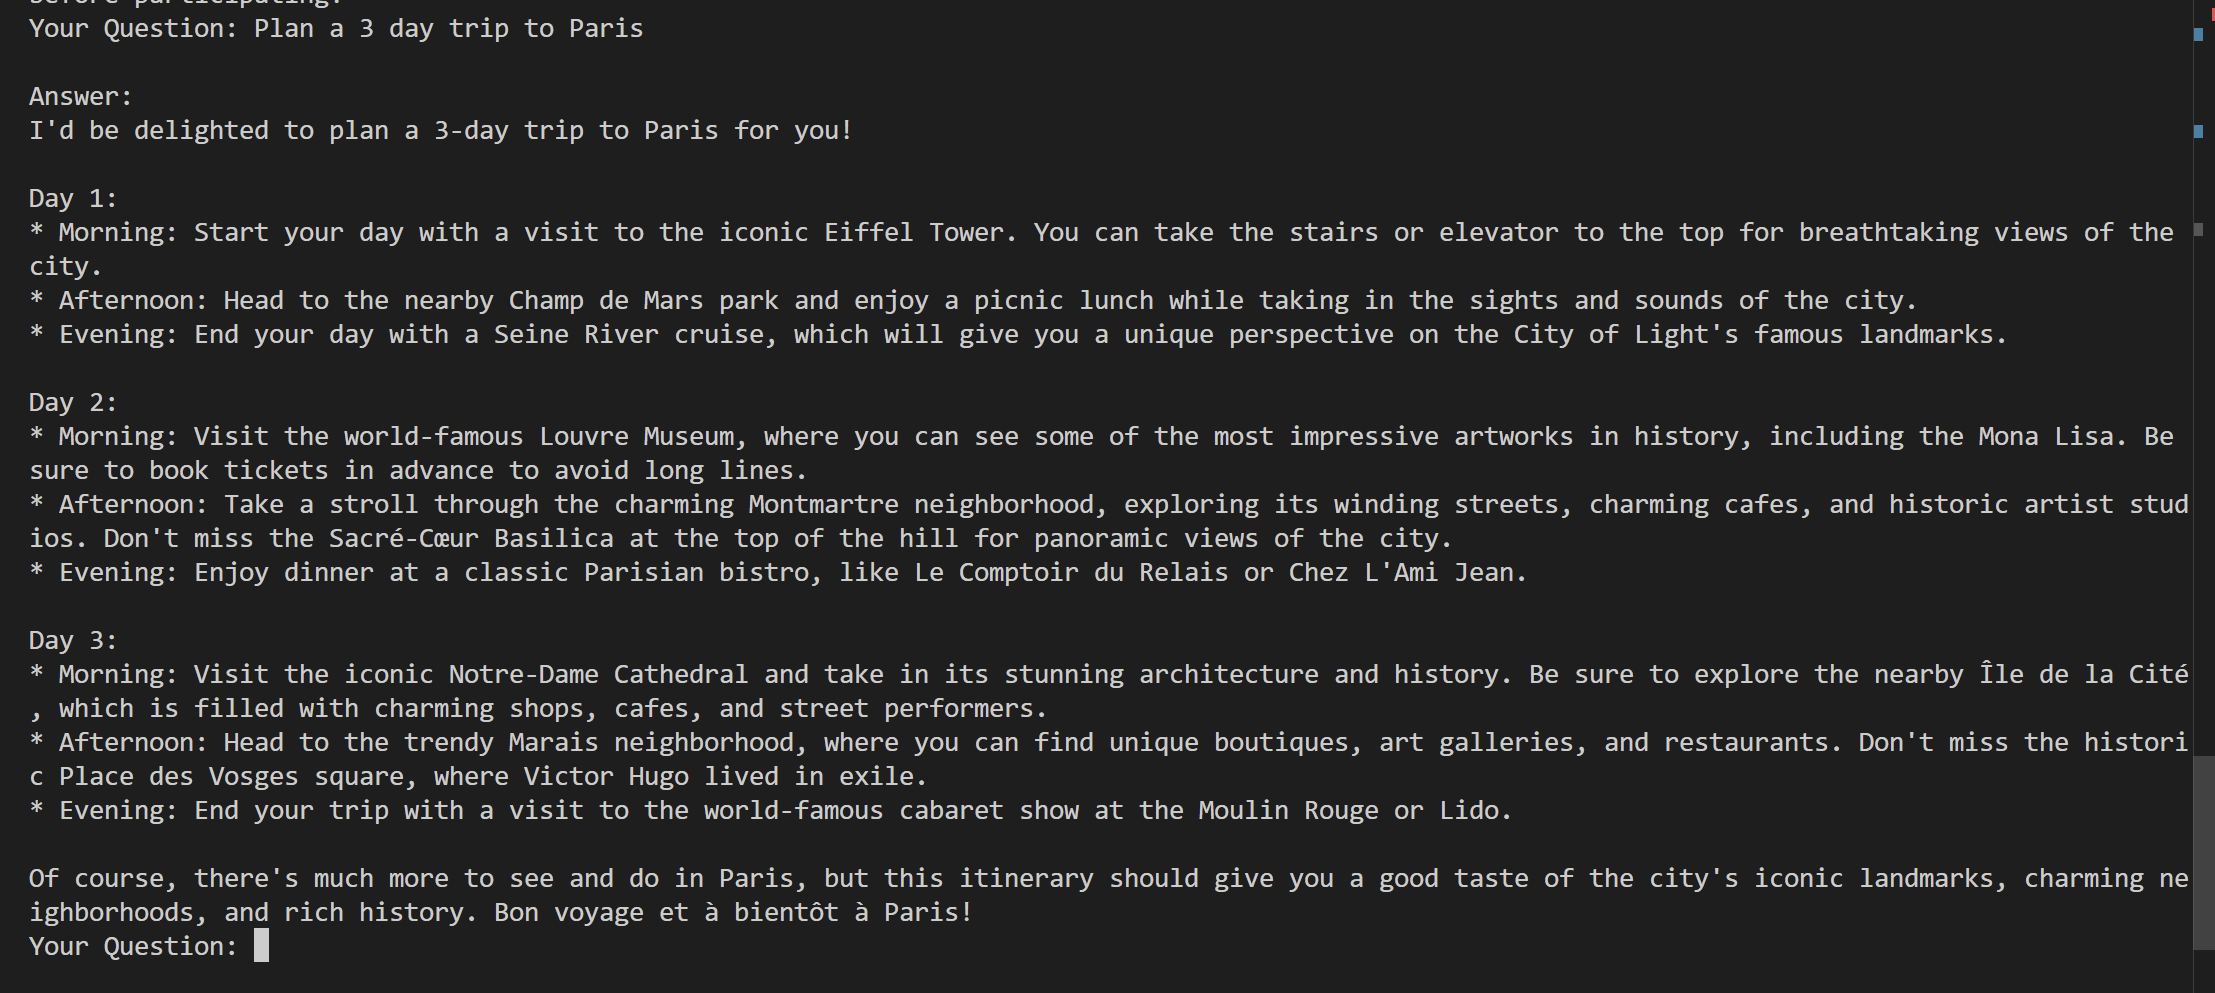 before participating.
Your Question: Plan a 3 day trip to Paris
Answer:
I'd be delighted to plan a 3-day trip to Paris for you!
Day 1:
* Morning: Start your day with a visit to the iconic Eiffel Tower. You can take the stairs or elevator to the top for breathtaking views of the
city.
* Afternoon: Head to the nearby Champ de Mars park and enjoy a picnic lunch while taking in the sights and sounds of the city.
* Evening: End your day with a Seine River cruise, which will give you a unique perspective on the City of Light's famous landmarks.
Day 2:
* Morning: Visit the world-famous Louvre Museum, where you can see some of the most impressive artworks in history, including the Mona Lisa. Be
sure to book tickets in advance to avoid long lines.
* Afternoon: Take a stroll through the charming Montmartre neighborhood, exploring its winding streets, charming cafes, and historic artist stud
ios. Don't miss the Sacré-Cœur Basilica at the top of the hill for panoramic views of the city.
* Evening: Enjoy dinner at a classic Parisian bistro, like Le Comptoir du Relais or Chez L'Ami Jean.
Day 3:
* Morning: Visit the iconic Notre-Dame Cathedral and take in its stunning architecture and history. Be sure to explore the nearby Île de la Cité
, which is filled with charming shops, cafes, and street performers.
* Afternoon: Head to the trendy Marais neighborhood, where you can find unique boutiques, art galleries, and restaurants. Don't miss the histori
c Place des Vosges square, where Victor Hugo lived in exile.
* Evening: End your trip with a visit to the world-famous cabaret show at the Moulin Rouge or Lido.
Of course, there's much more to see and do in Paris, but this itinerary should give you a good taste of the city's iconic landmarks, charming ne
ighborhoods, and rich history. Bon voyage et à bientôt à Paris!
Your Question: